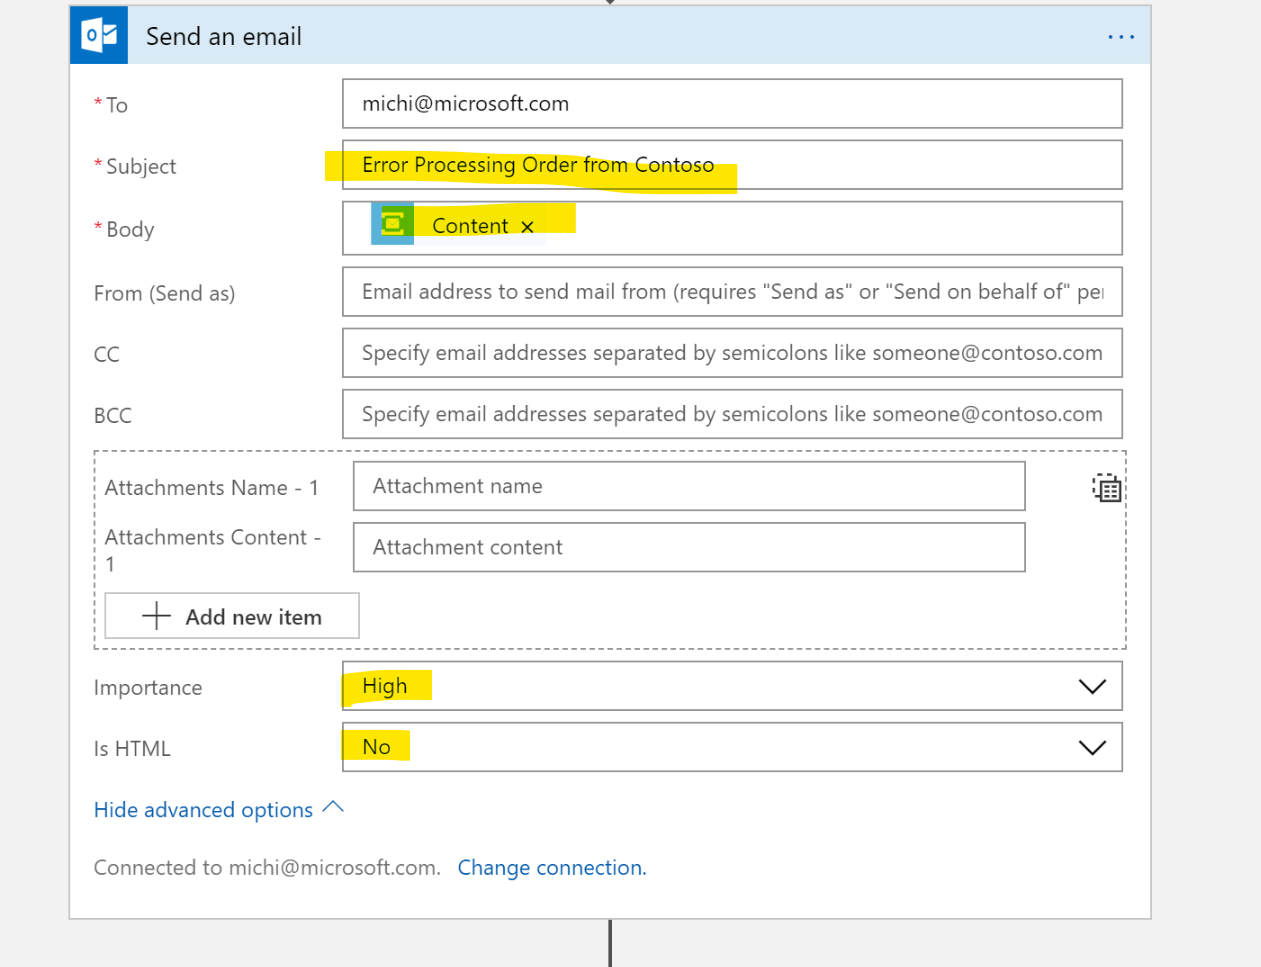 Send an email
* To
michi@microsoft.com
* Subject
Error Processing Order from Contoso
* Body
Content ×
From (Send as)
Email address to send mail from (requires "Send as" or "Send on behalf of" per
CC
Specify email addresses separated by semicolons like someone@contoso.com
BCC
Specify email addresses separated by semicolons like someone@contoso.com
Attachments Name - 1
Attachment name
Attachments Content -
1
Attachment content
Add new item
Importance
High
Is HTML
No
Hide advanced options
Connected to michi@microsoft.com. Change connection.